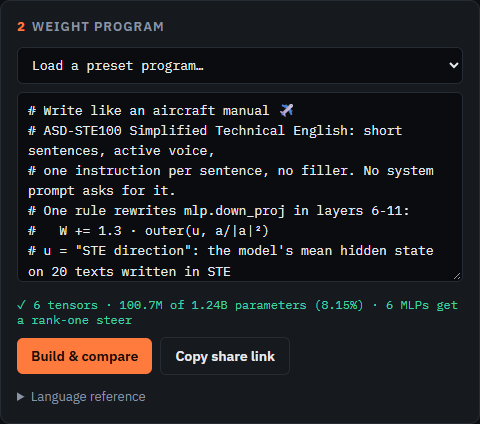 2 WEIGHT PROGRAM
Load a preset program…
# Write like an aircraft manual ✈️
# ASD-STE100 Simplified Technical English: short
sentences, active voice,
# one instruction per sentence, no filler. No system
prompt asks for it.
# One rule rewrites mlp.down_proj in layers 6-11:
#   W += 1.3 · outer(u, a/|a|²)
# u = "STE direction": the model's mean hidden state
on 20 texts written in STE
✓ 6 tensors · 100.7M of 1.24B parameters (8.15%) · 6 MLPs get
a rank-one steer
Build & compare
Copy share link
▶ Language reference